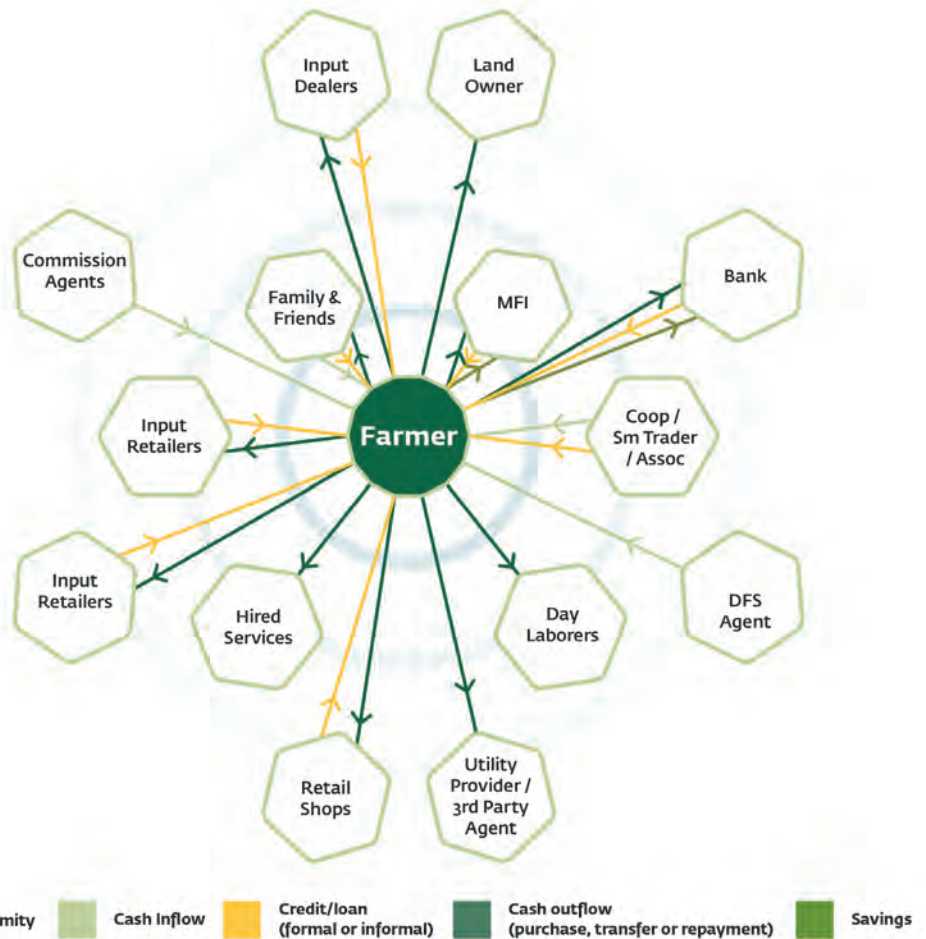 Input
Dealers
Land
Owner
Commission
Agents
Family &
Friends
MFI
Bank
Input
Retailers
Farmer
Coop /
Sm Trader
/ Assoc
Input
Retailers
Hired
Services
Day
Laborers
DFS
Agent
Retail
Shops
Utility
Provider /
3rd Party
Agent
mity
Cash Inflow
Credit/loan
(formal or informal)
Cash outflow
(purchase, transfer or repayment)
Savings